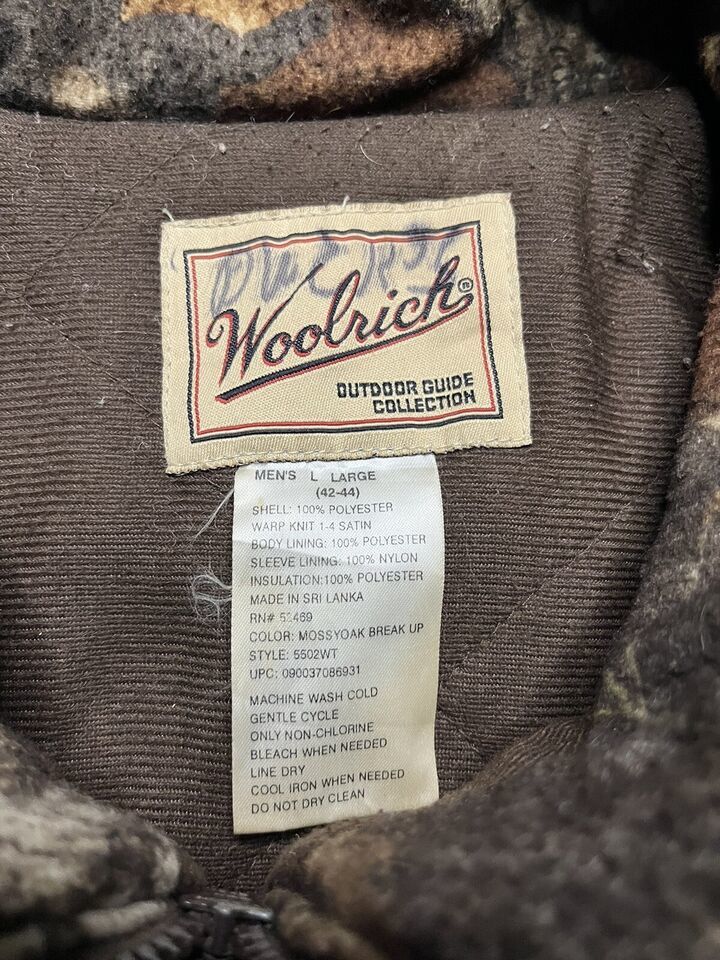 Woolrich®
OUTDOOR GUIDE
COLLECTION
MEN'S L LARGE
(42-44)
SHELL: 100% POLYESTER
WARP KNIT 1-4 SATIN
BODY LINING: 100% POLYESTER
SLEEVE LINING: 100% NYLON
INSULATION:100% POLYESTER
MADE IN SRI LANKA
RN#
COLOR: MOSSYOAK BREAK UP
STYLE: 5502WT
UPC: 090037086931
MACHINE WASH COLD
GENTLE CYCLE
ONLY NON-CHLORINE
BLEACH WHEN NEEDED
LINE DRY
COOL IRON WHEN NEEDED
DO NOT DRY CLEAN